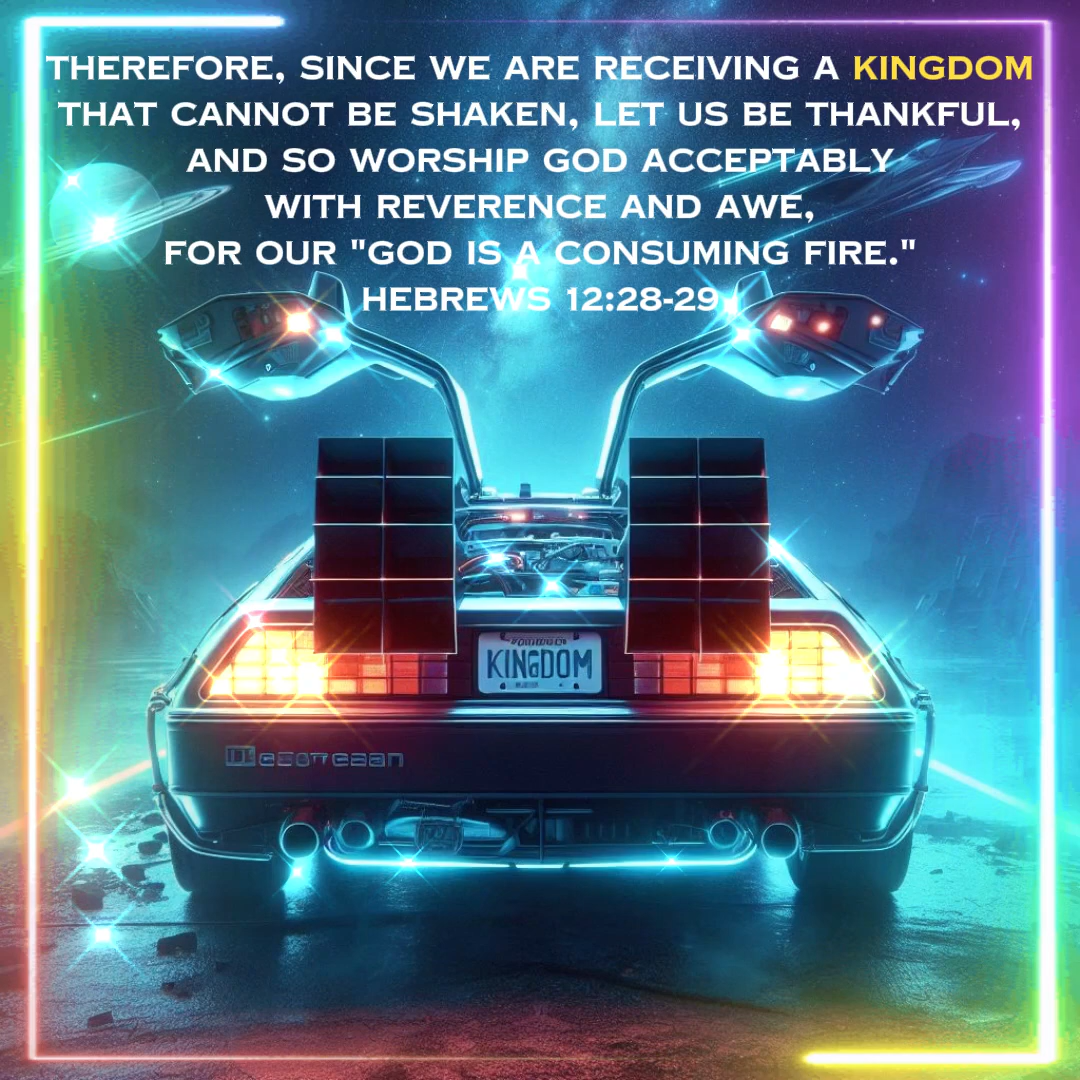 THEREFORE, SINCE WE ARE RECEIVING A KINGDOM
THAT CANNOT BE SHAKEN, LET US BE THANKFUL,
AND SO WORSHIP GOD ACCEPTABLY
WITH REVERENCE AND AWE,
FOR OUR "GOD IS A CONSUMING FIRE."
HEBREWS 12:28-29
KINGDOM